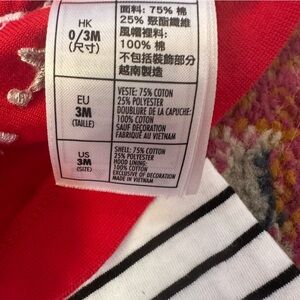 HK
0/3M
(尺寸)
面料: 75% 棉
25% 聚酯纖維
風帽裡料:
100% 棉
不包括裝飾部分
越南製造
EU
3M
(TAILLE)
VESTE: 75% COTON
25% POLYESTER
DOUBLURE DE LA CAPUCHE:
100% COTON
SAUF DÉCORATION
FABRIQUÉ AU VIETNAM
US
3M
(SIZE)
SHELL: 75% COTTON
25% POLYESTER
HOOD LINING:
100% COTTON
EXCLUSIVE OF DECORATION
MADE IN VIETNAM